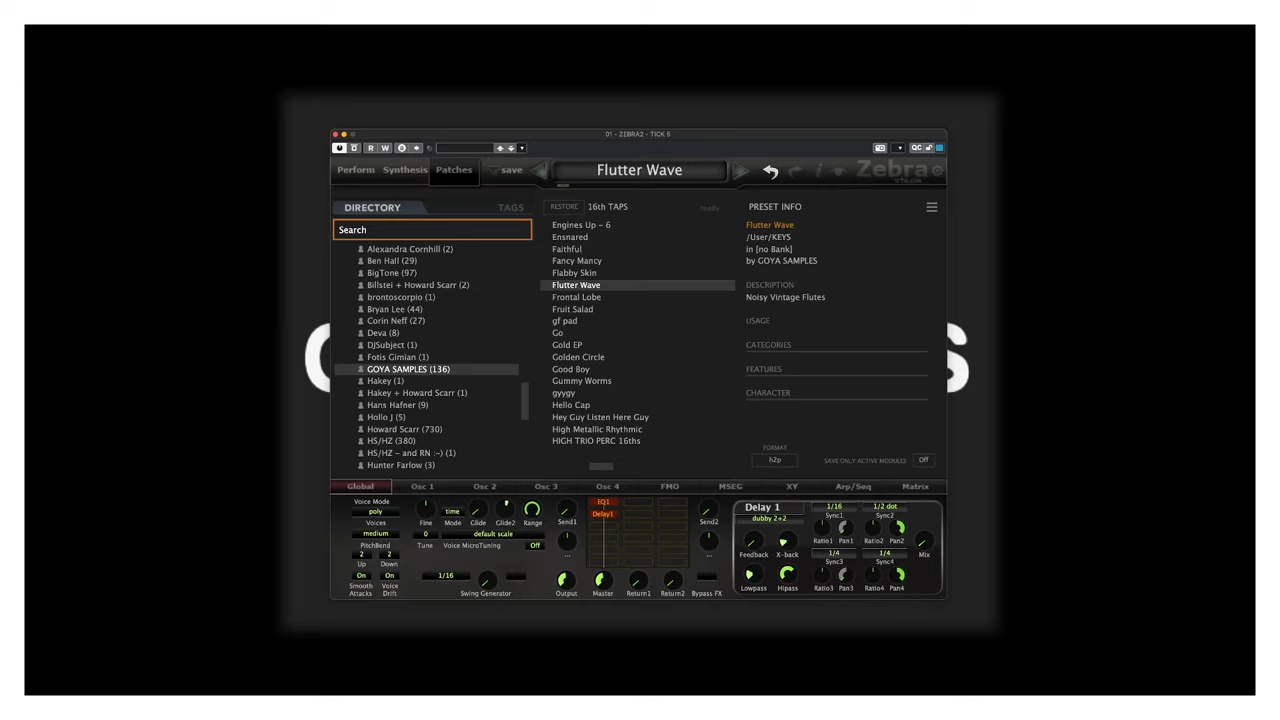 01 - ZEBRA2 - TICK 5
R W QC
Perform Synthesis Patches save Flutter Wave Zebra
DIRECTORY TAGS
Search
Alexandra Cornhill (2)
Ben Hall (29)
BigTone (97)
Billstei + Howard Scarr (2)
brontoscorpio (1)
Bryan Lee (44)
Corin Neff (27)
Deva (8)
DJSubject (1)
Fotis Gimian (1)
GOYA SAMPLES (136)
Hakey (1)
Hakey + Howard Scarr (1)
Hans Hafner (9)
Hollo J (5)
Howard Scarr (730)
HS/HZ (380)
HS/HZ - and RN :-) (1)
Hunter Farlow (3)
RESTORE 16th TAPS ready
Engines Up - 6
Ensnared
Faithful
Fancy Mancy
Flabby Skin
Flutter Wave
Frontal Lobe
Fruit Salad
gf pad
Go
Gold EP
Golden Circle
Good Boy
Gummy Worms
gyygy
Hello Cap
Hey Guy Listen Here Guy
High Metallic Rhythmic
HIGH TRIO PERC 16ths
PRESET INFO
Flutter Wave
/User/KEYS
in [no Bank]
by GOYA SAMPLES
DESCRIPTION
Noisy Vintage Flutes
USAGE
CATEGORIES
FEATURES
CHARACTER
FORMAT
h2p SAVE ONLY ACTIVE MODULES Off
Global Osc 1 Osc 2 Osc 3 Osc 4 FMO MSEG XY Arp/Seq Matrix
Voice Mode
poly
Voices
medium
PitchBend
2 2
Up Down
On On
Smooth Attacks Voice Drift
time
Fine Mode Glide Glide2 Range
0 default scale
Tune Voice MicroTuning Off
1/16
Swing Generator
Send1
...
Output
EQ1
Delay1
Master Return1 Return2 Bypass FX
Send2
...
Delay 1
dubby 2+2
Feedback X-back
Lowpass Hipass
1/16 1/2 dot
Sync1 Sync2
Ratio1 Pan1 Ratio2 Pan2 Mix
1/4 1/4
Sync3 Sync4
Ratio3 Pan3 Ratio4 Pan4